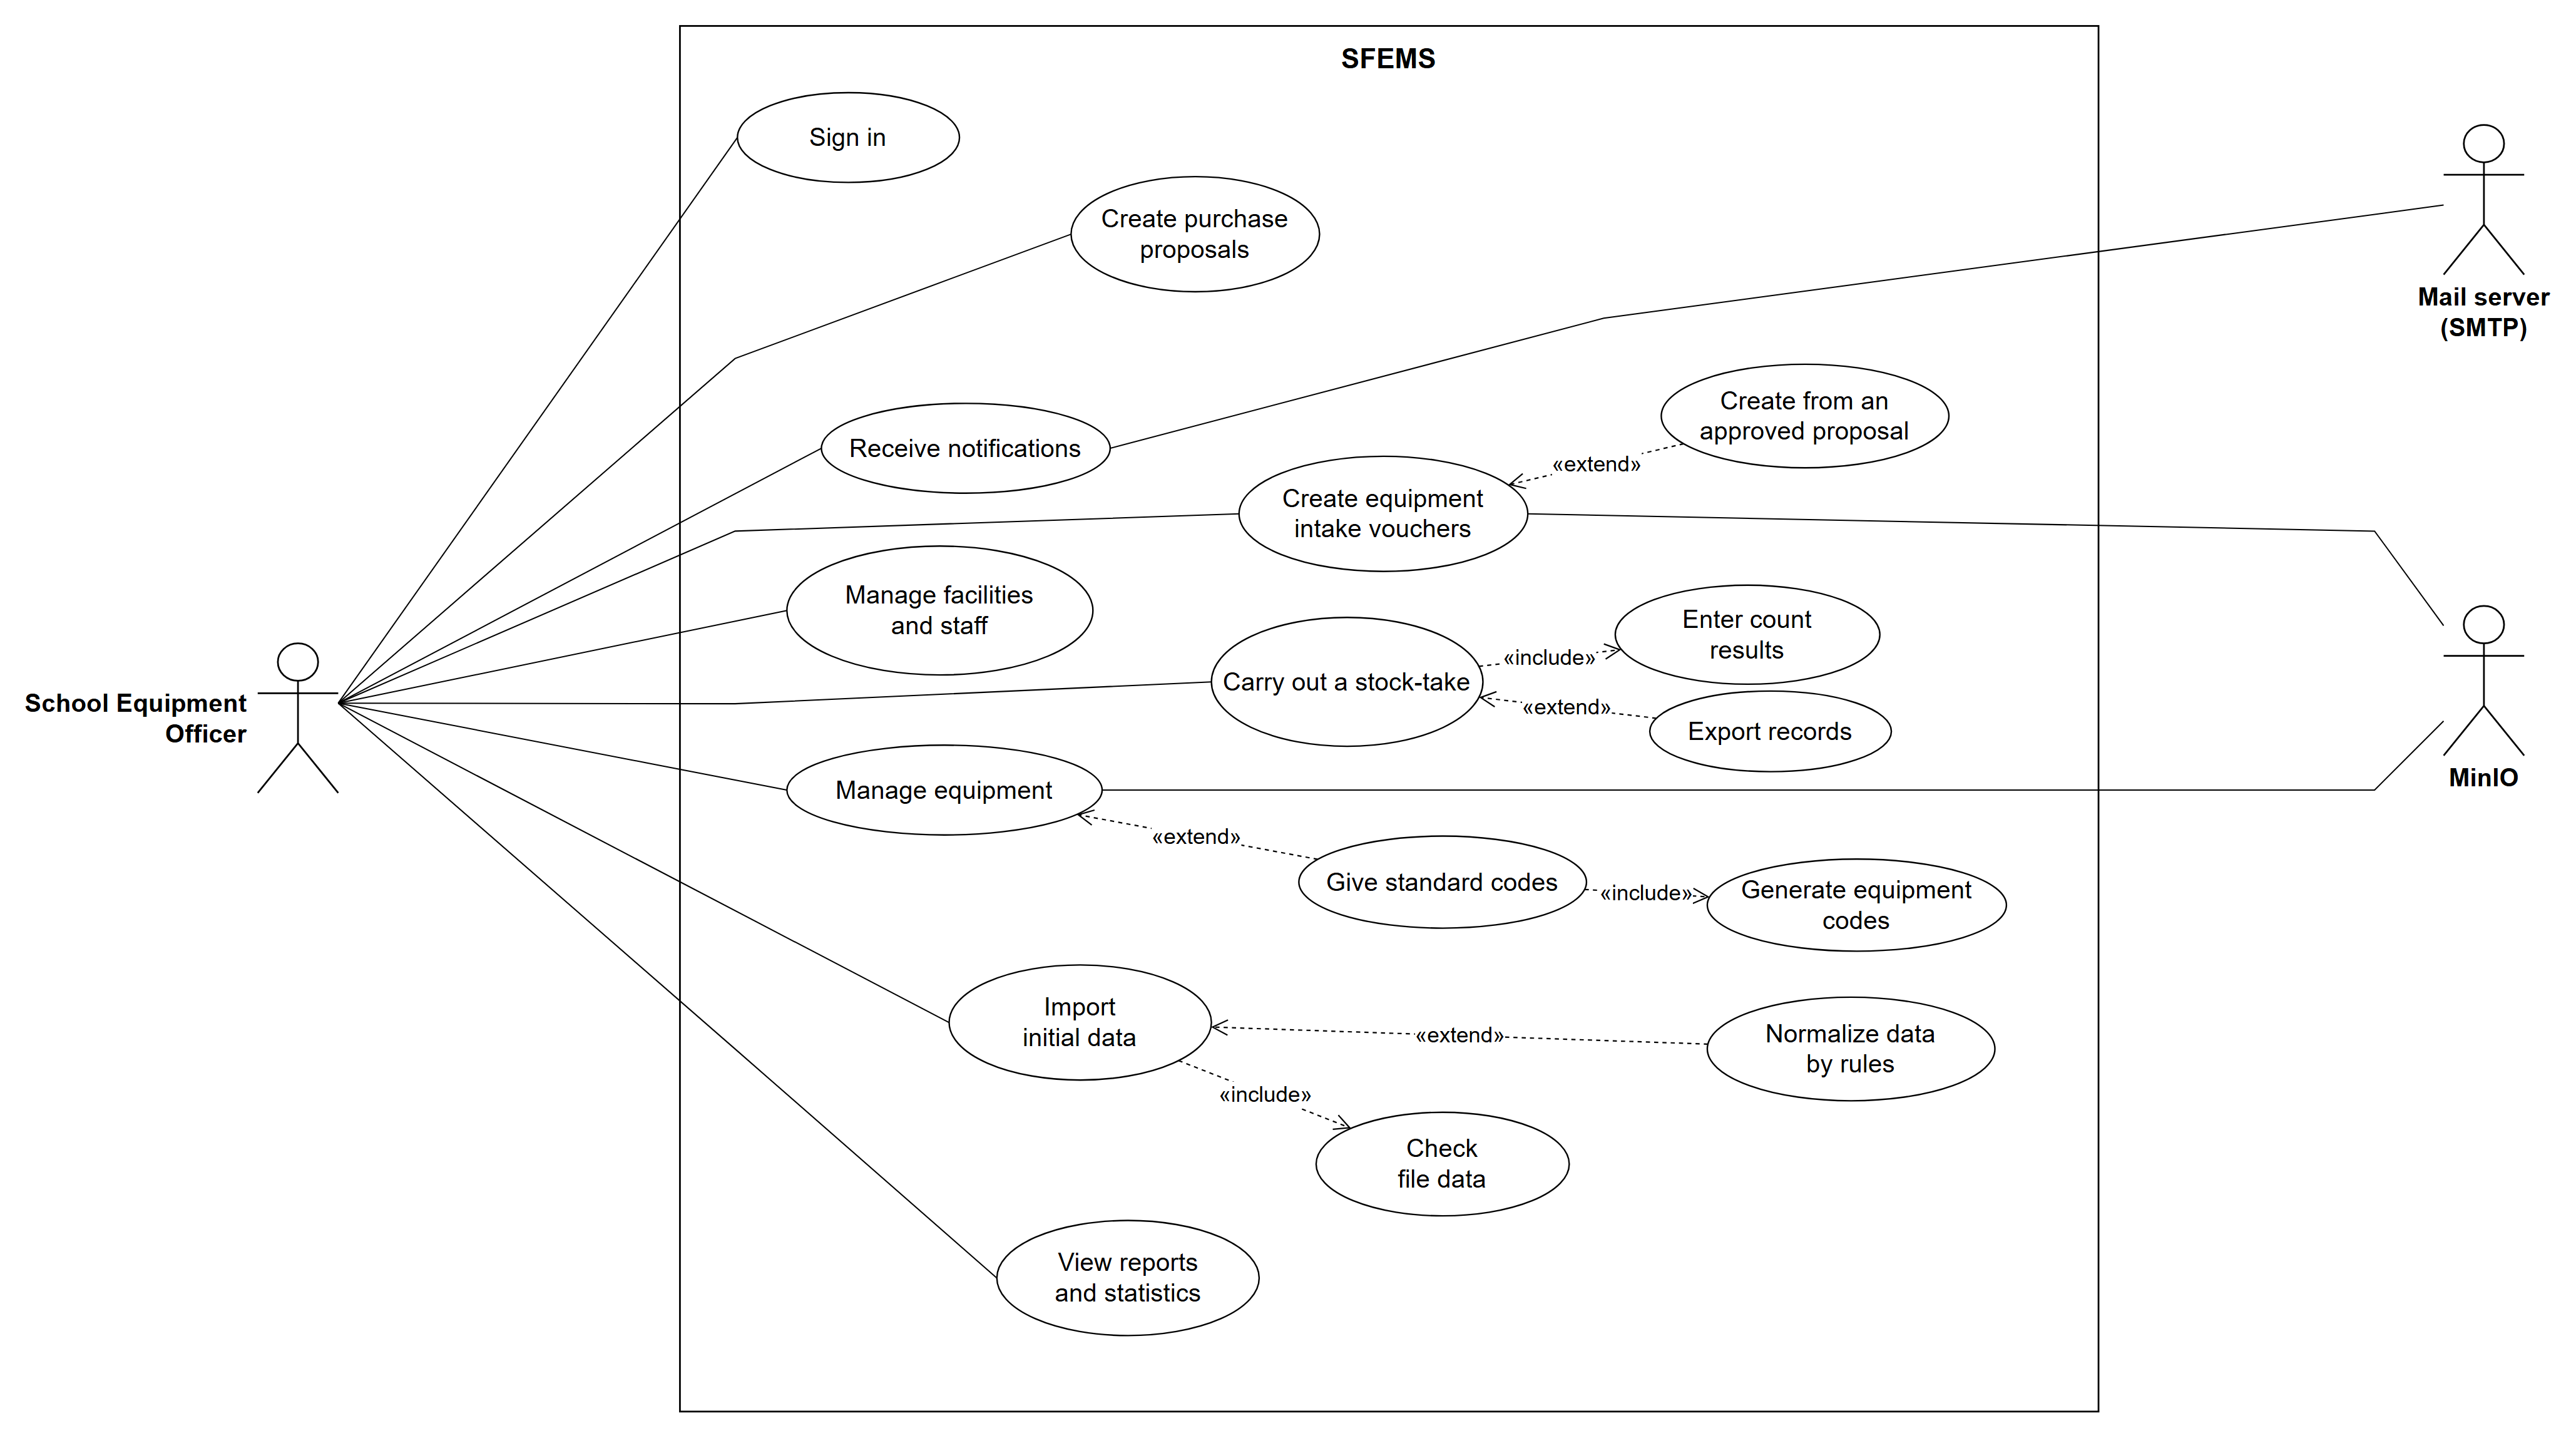 SFEMS
Sign in
Create purchase
proposals
Mail server
(SMTP)
Receive notifications
Create from an
approved proposal
«extend»
Create equipment
intake vouchers
Manage facilities
and staff
Enter count
results
«include»
Carry out a stock-take
«extend»
Export records
School Equipment
Officer
MinIO
Manage equipment
«extend»
Give standard codes
«include»
Generate equipment
codes
Import
initial data
«extend»
Normalize data
by rules
«include»
Check
file data
View reports
and statistics